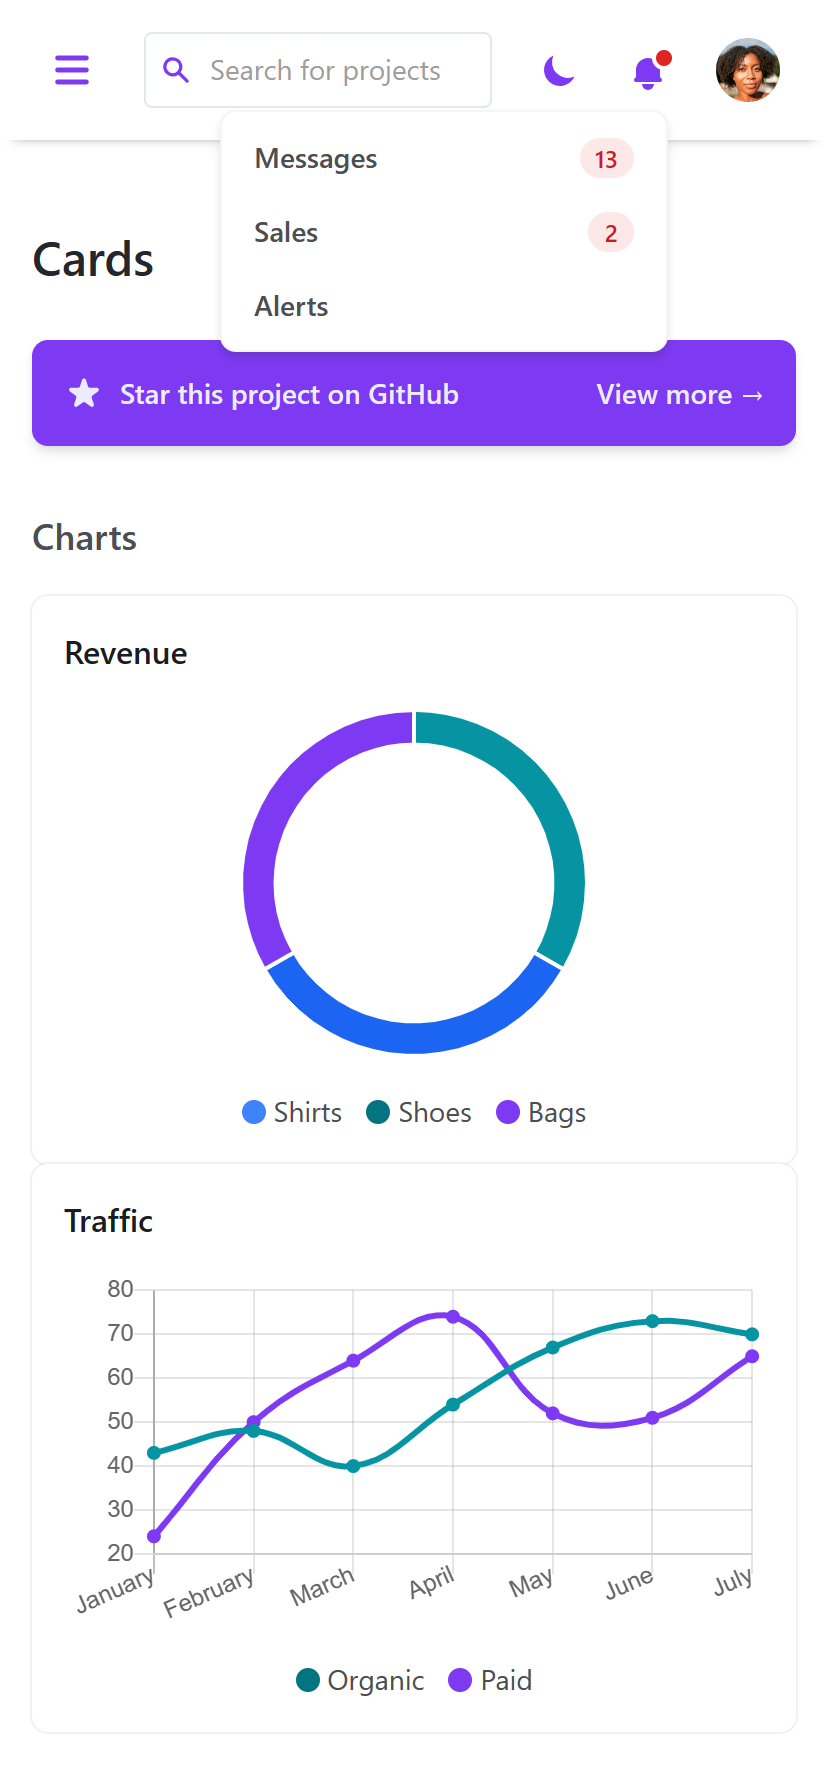 Search for projects
Messages 13
Sales 2
Alerts
Cards
Star this project on GitHub View more →
Charts
Revenue
Shirts Shoes Bags
Traffic
80
70
60
50
40
30
20
January February March April May June July
Organic Paid